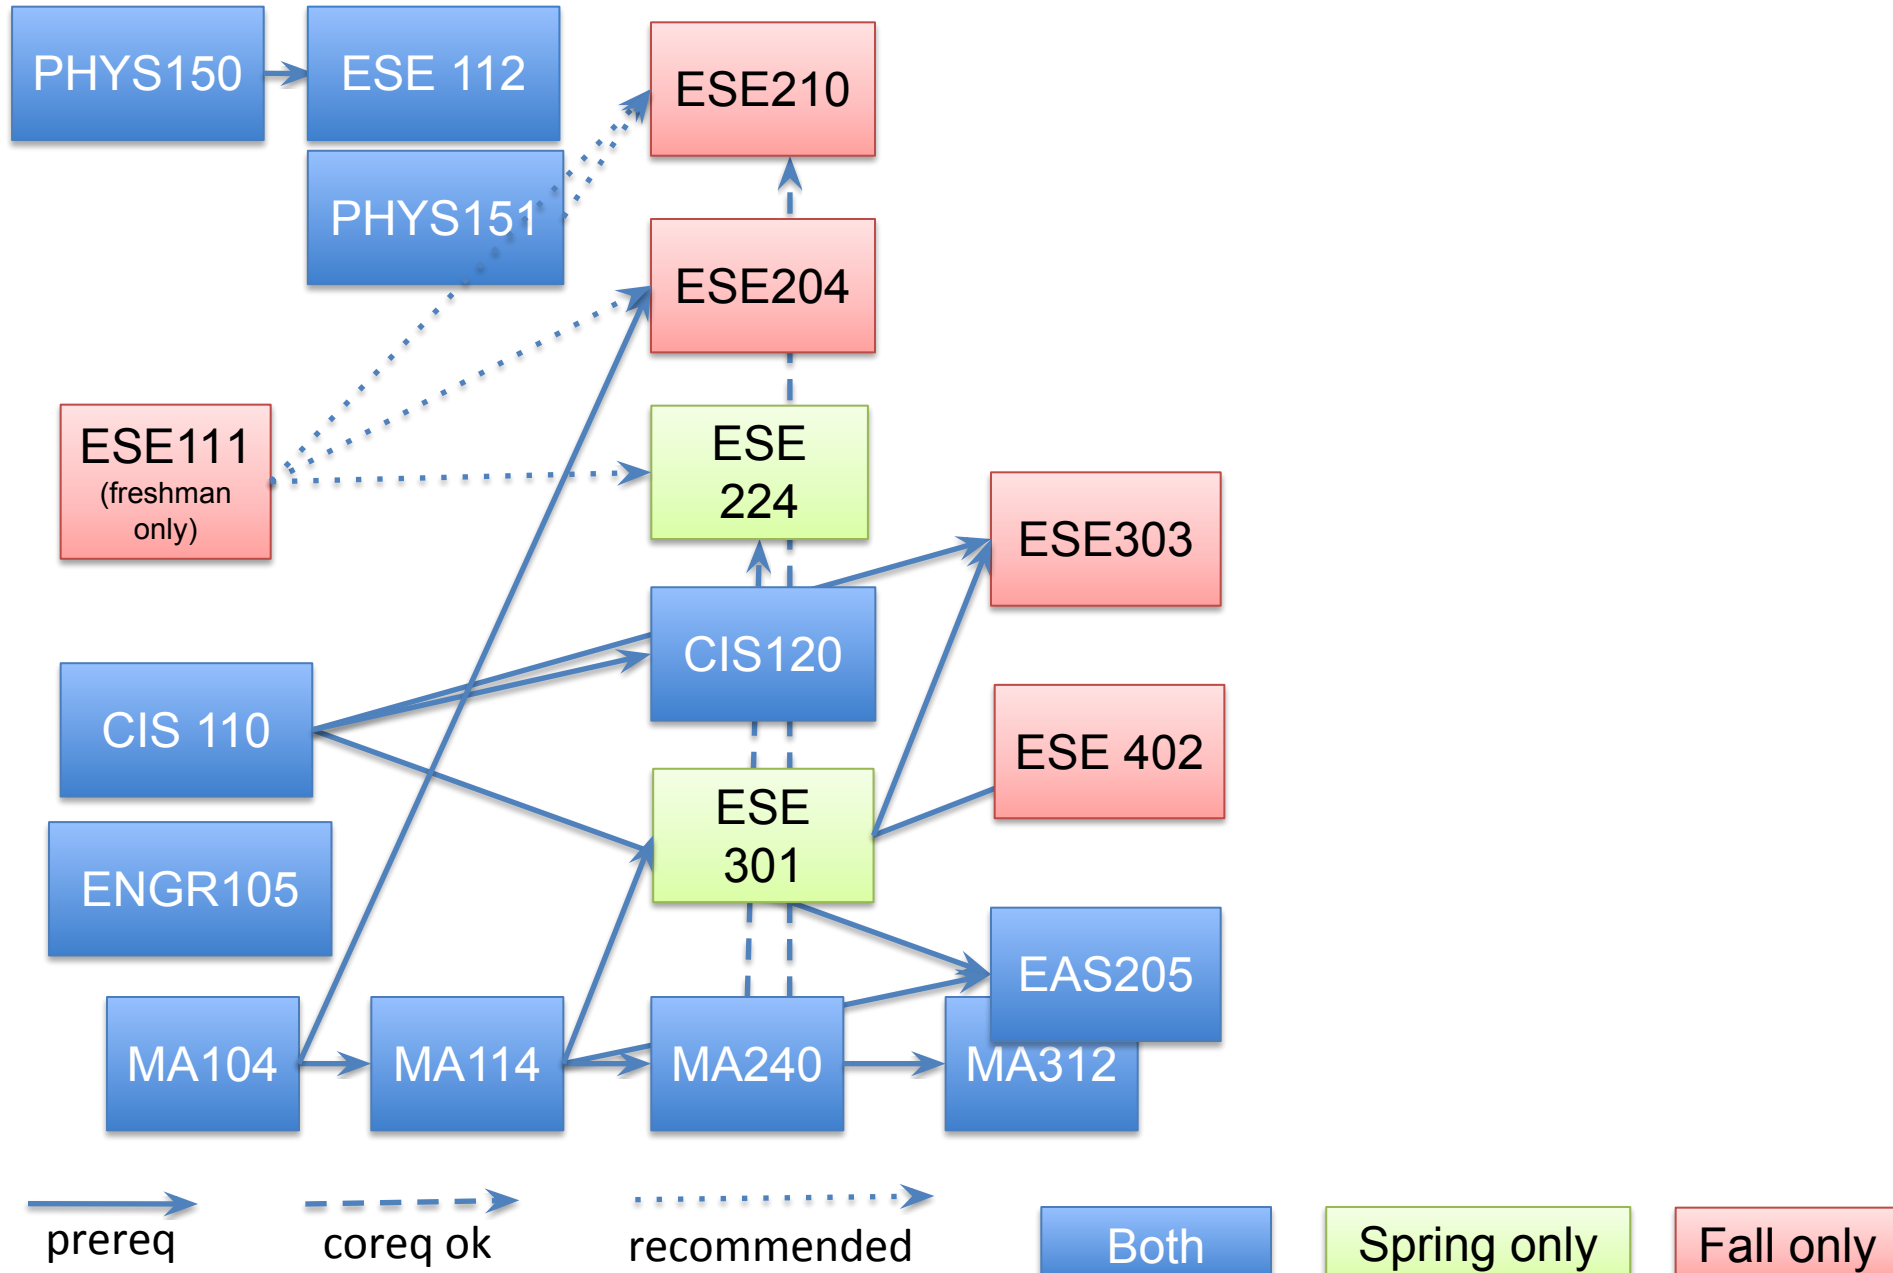 PHYS150
ESE 112
ESE210
PHYS151
ESE204
ESE111
(freshman
only)
ESE
224
ESE303
CIS120
CIS 110
ESE 402
ESE
301
ENGR105
EAS205
MA104
MA114
MA240
MA312
prereq
coreq ok
recommended
Both
Spring only
Fall only